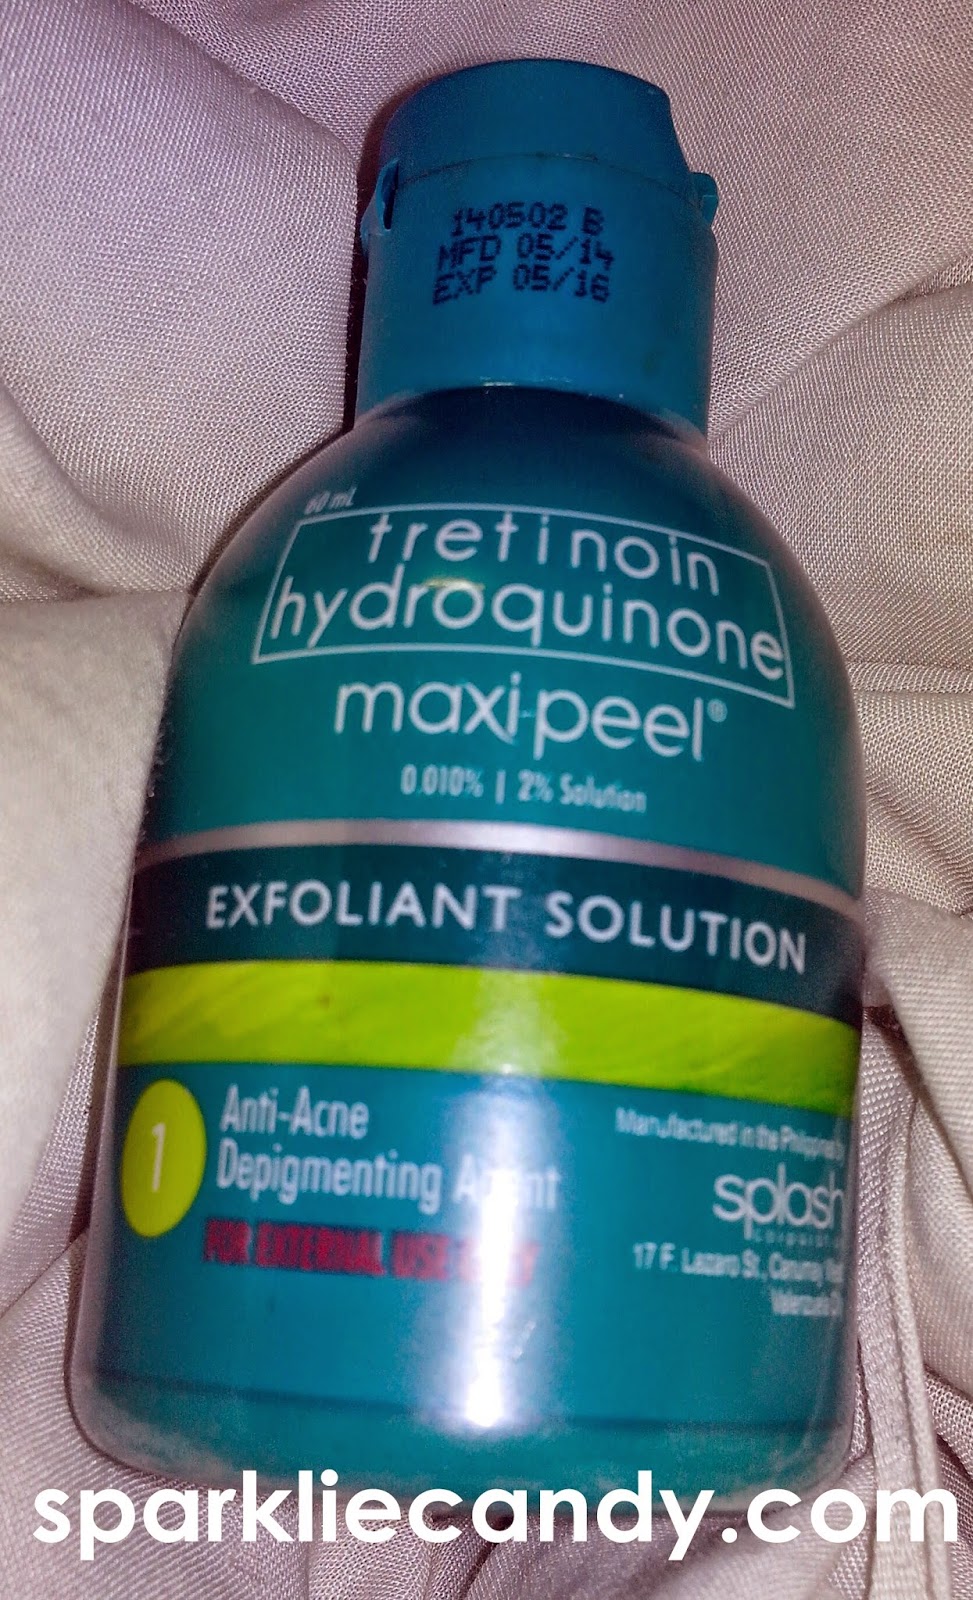 140502 B
MFD 05/14
EXP 05/16
60 mL
tretinoin
hydroquinone
maxi-peel®
0.010% | 2% Solution
EXFOLIANT SOLUTION
1
Anti-Acne
Depigmenting
FOR EXTERNAL USE
Manufactured in the Philippines
splash
17 F. Lazaro St.,
sparkliecandy.com